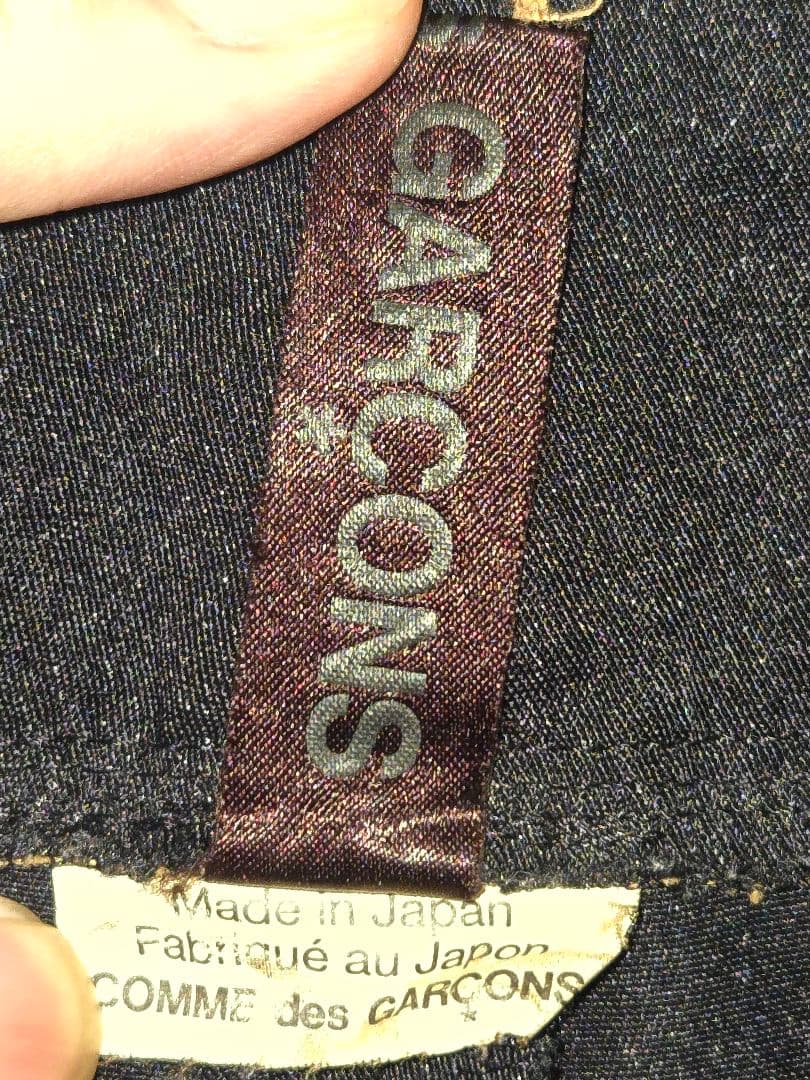 GARÇONS
Made in Japan
Fabriqué au Japon
COMME des GARÇONS